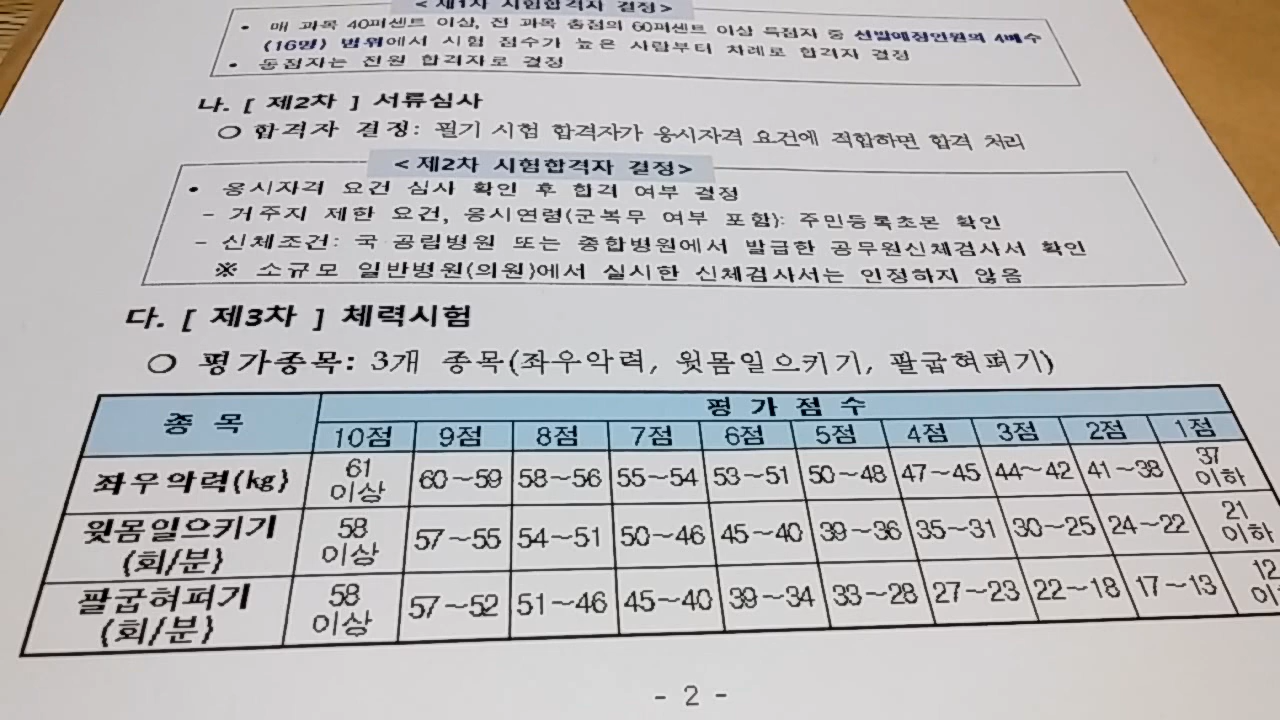 < 제1차 시험합격자 결정>
• 매 과목 40퍼센트 이상, 전 과목 총점의 60퍼센트 이상 득점자 중 선발예정인원의 4배수
(16명) 범위에서 시험 점수가 높은 사람부터 차례로 합격자 결정
• 동점자는 전원 합격자로 결정
나. [ 제2차 ] 서류심사
○ 합격자 결정: 필기 시험 합격자가 응시자격 요건에 적합하면 합격 처리
< 제2차 시험합격자 결정>
• 응시자격 요건 심사 확인 후 합격 여부 결정
- 거주지 제한 요건, 응시연령(군복무 여부 포함): 주민등록초본 확인
- 신체조건: 국 공립병원 또는 종합병원에서 발급한 공무원신체검사서 확인
※ 소규모 일반병원(의원)에서 실시한 신체검사서는 인정하지 않음
다. [ 제3차 ] 체력시험
○ 평가종목: 3개 종목(좌우악력, 윗몸일으키기, 팔굽혀펴기)
종 목 평 가 점 수
10점 9점 8점 7점 6점 5점 4점 3점 2점 1점
좌우악력(kg) 61 이상 60~59 58~56 55~54 53~51 50~48 47~45 44~42 41~38 37 이하
윗몸일으키기 (회/분) 58 이상 57~55 54~51 50~46 45~40 39~36 35~31 30~25 24~22 21 이하
팔굽혀펴기 (회/분) 58 이상 57~52 51~46 45~40 39~34 33~28 27~23 22~18 17~13 12
- 2 -